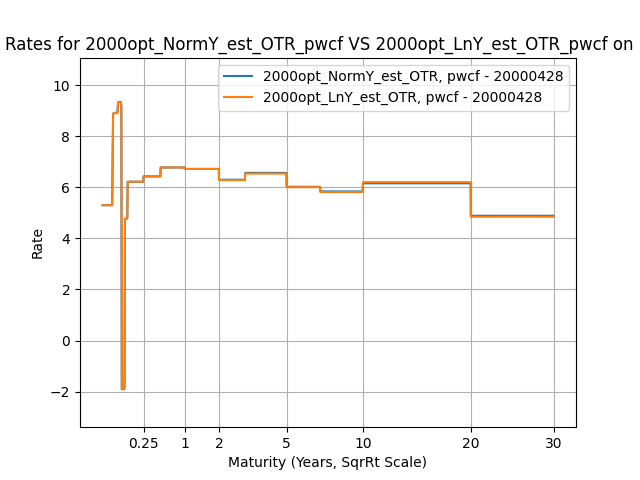 Rates for 2000opt_NormY_est_OTR_pwcf VS 2000opt_LnY_est_OTR_pwcf on
2000opt_NormY_est_OTR, pwcf - 20000428
2000opt_LnY_est_OTR, pwcf - 20000428
10
8
6
4
2
0
−2
Rate
0.25 1 2 5 10 20 30
Maturity (Years, SqrRt Scale)